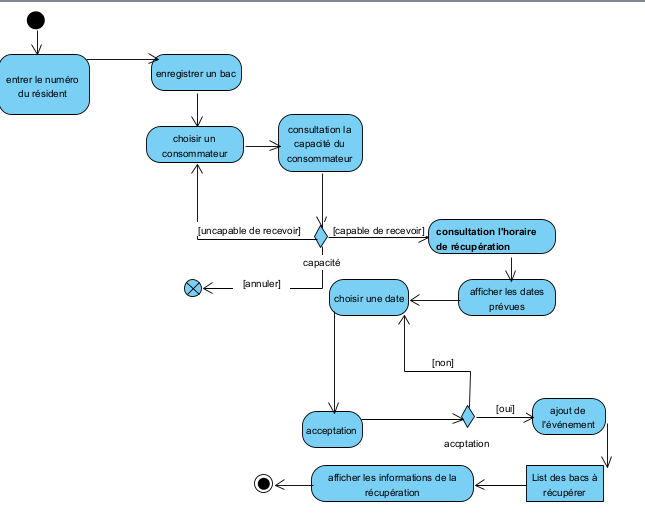 entrer le numéro
du résident
enregistrer un bac
choisir un
consommateur
consultation la
capacité du
consommateur
[uncapable de recevoir]
[capable de recevoir]
consultation l'horaire
de récupération
capacité
[annuler]
choisir une date
afficher les dates
prévues
[non]
acceptation
[oui]
accptation
ajout de
l'événement
List des bacs à
récupérer
afficher les informations de la
récupération